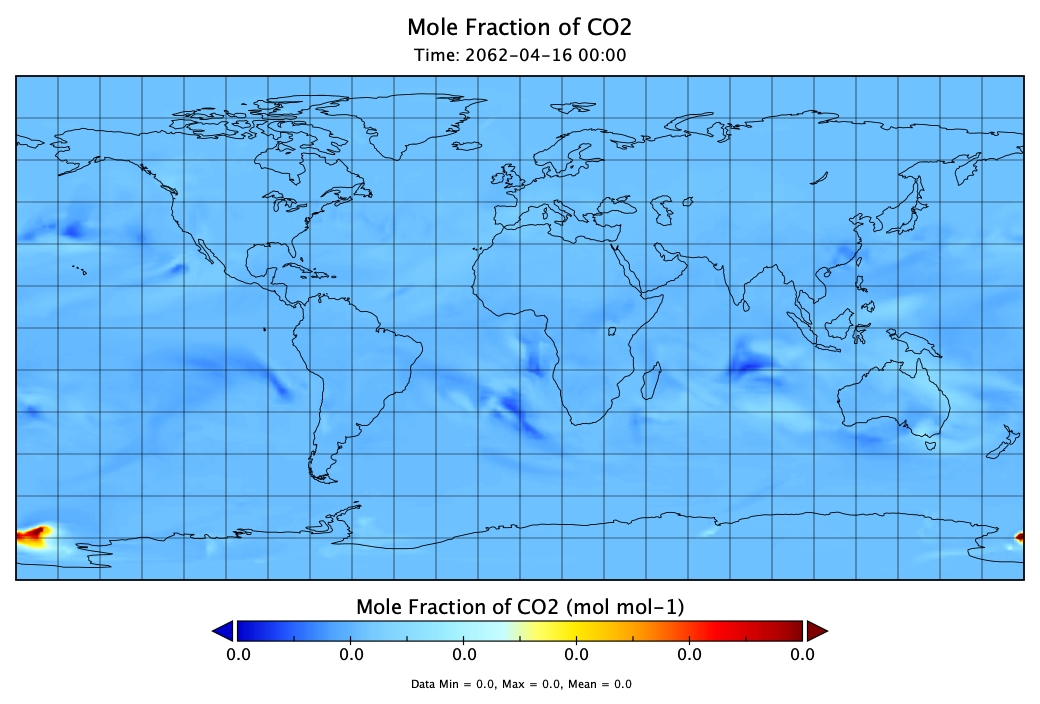 Mole Fraction of CO2
Time: 2062-04-16 00:00
Mole Fraction of CO2 (mol mol-1)
0.0 0.0 0.0 0.0 0.0 0.0
Data Min = 0.0, Max = 0.0, Mean = 0.0